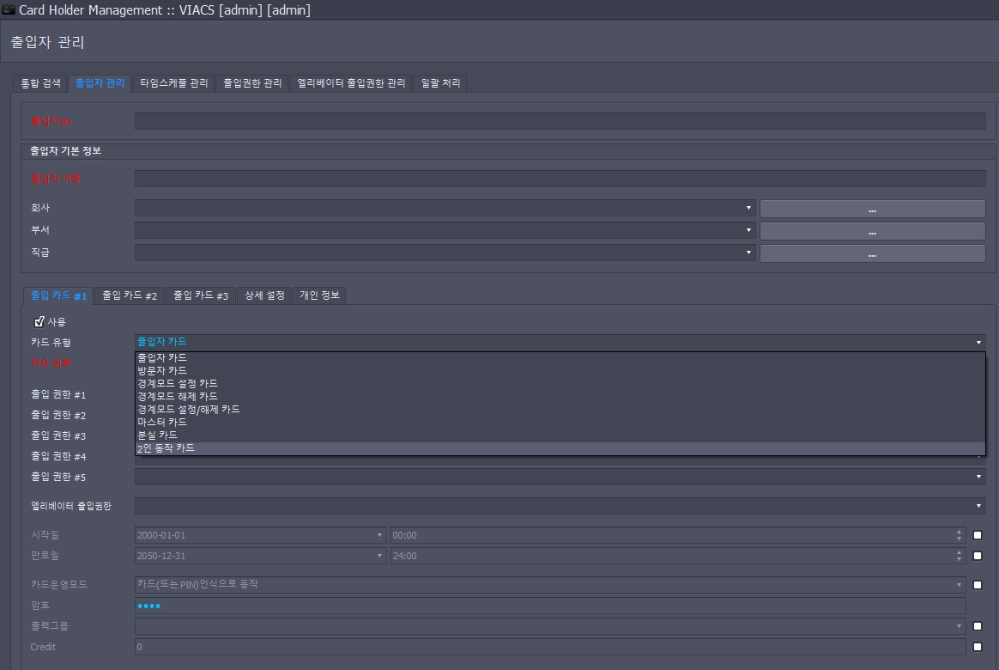 Card Holder Management :: VIACS [admin] [admin]
출입자 관리
통합 검색 출입자 관리 타임스케줄 관리 출입권한 관리 엘리베이터 출입권한 관리 일괄 처리
출입자 ID
출입자 기본 정보
출입자 이름
회사 ...
부서 ...
직급 ...
출입 카드 #1 출입 카드 #2 출입 카드 #3 상세 설정 개인 정보
사용
카드 유형 출입자 카드
카드 번호
출입자 카드
방문자 카드
경계모드 설정 카드
경계모드 해제 카드
경계모드 설정/해제 카드
마스터 카드
분실 카드
2인 동작 카드
출입 권한 #1
출입 권한 #2
출입 권한 #3
출입 권한 #4
출입 권한 #5
엘리베이터 출입권한
시작일 2000-01-01 00:00
만료일 2050-12-31 24:00
카드운영모드 카드(또는 PIN)인식으로 동작
암호 ●●●●
출력그룹
Credit 0